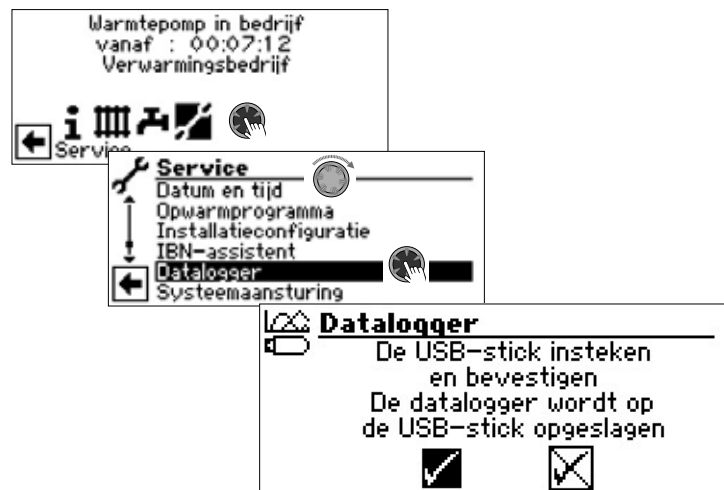 Warmtepomp in bedrijf
vanaf : 00:07:12
Verwarmingsbedrijf
Service
Service
Datum en tijd
Opwarmprogramma
Installatieconfiguratie
IBN-assistent
Datalogger
Systeemaansturing
Datalogger
De USB-stick insteken
en bevestigen
De datalogger wordt op
de USB-stick opgeslagen